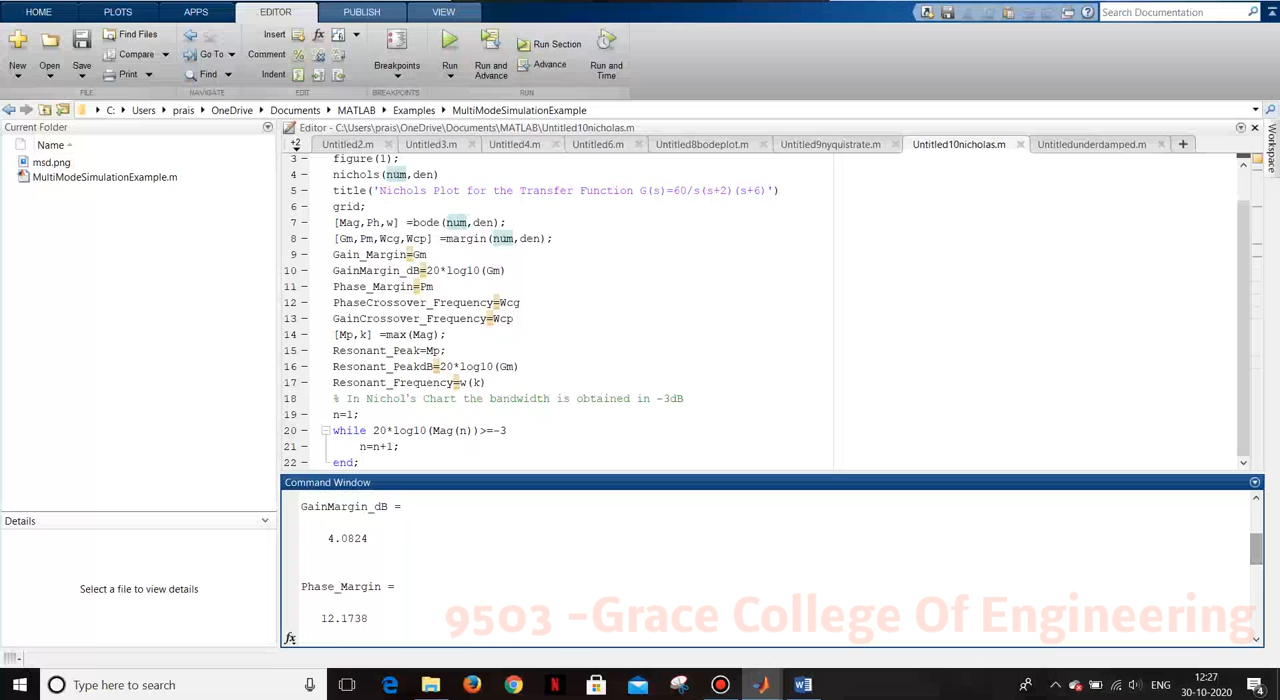 HOME PLOTS APPS EDITOR PUBLISH VIEW Search Documentation
New Open Save Find Files Compare Print
Go To Find
Insert fx
Comment %
Indent
Breakpoints Run Run and Advance Run Section Advance Run and Time
FILE NAVIGATE EDIT BREAKPOINTS RUN
C: Users prais OneDrive Documents MATLAB Examples MultiModeSimulationExample
Current Folder
Name
msd.png
MultiModeSimulationExample.m
Details
Select a file to view details
Editor - C:\Users\prais\OneDrive\Documents\MATLAB\Untitled10nicholas.m
+2 Untitled2.m Untitled3.m Untitled4.m Untitled6.m Untitled8bodeplot.m Untitled9nyquistrate.m Untitled10nicholas.m Untitledunderdamped.m
3 – figure(1);
4 – nichols(num,den)
5 – title('Nichols Plot for the Transfer Function G(s)=60/s(s+2)(s+6)')
6 – grid;
7 – [Mag,Ph,w] =bode(num,den);
8 – [Gm,Pm,Wcg,Wcp] =margin(num,den);
9 – Gain_Margin=Gm
10 – GainMargin_dB=20*log10(Gm)
11 – Phase_Margin=Pm
12 – PhaseCrossover_Frequency=Wcg
13 – GainCrossover_Frequency=Wcp
14 – [Mp,k] =max(Mag);
15 – Resonant_Peak=Mp;
16 – Resonant_PeakdB=20*log10(Gm)
17 – Resonant_Frequency=w(k)
18 – % In Nichol's Chart the bandwidth is obtained in -3dB
19 – n=1;
20 – while 20*log10(Mag(n))>=-3
21 – n=n+1;
22 – end;
Workspace
Command Window
GainMargin_dB =
4.0824
Phase_Margin =
12.1738
fx
9503 -Grace College Of Engineering
Type here to search
ENG
12:27
30-10-2020
4